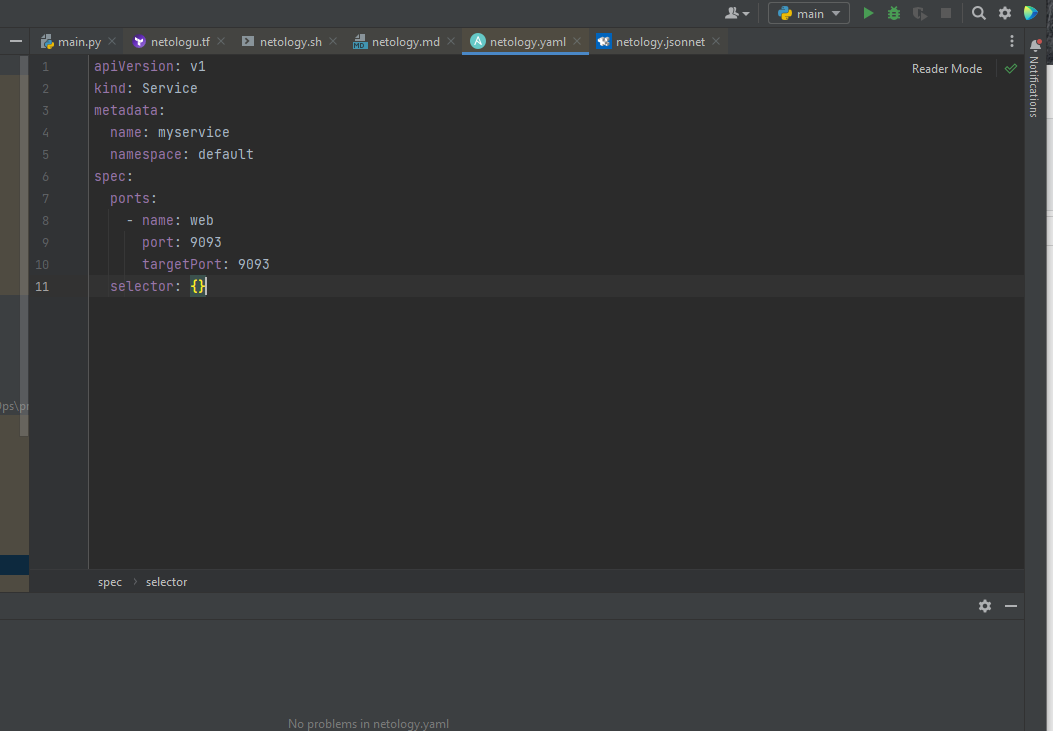 main
main.py
netologu.tf
netology.sh
netology.md
netology.yaml
netology.jsonnet
Reader Mode
Notifications
1 apiVersion: v1
2 kind: Service
3 metadata:
4 name: myservice
5 namespace: default
6 spec:
7 ports:
8 - name: web
9 port: 9093
10 targetPort: 9093
11 selector: {}
spec > selector
No problems in netology.yaml